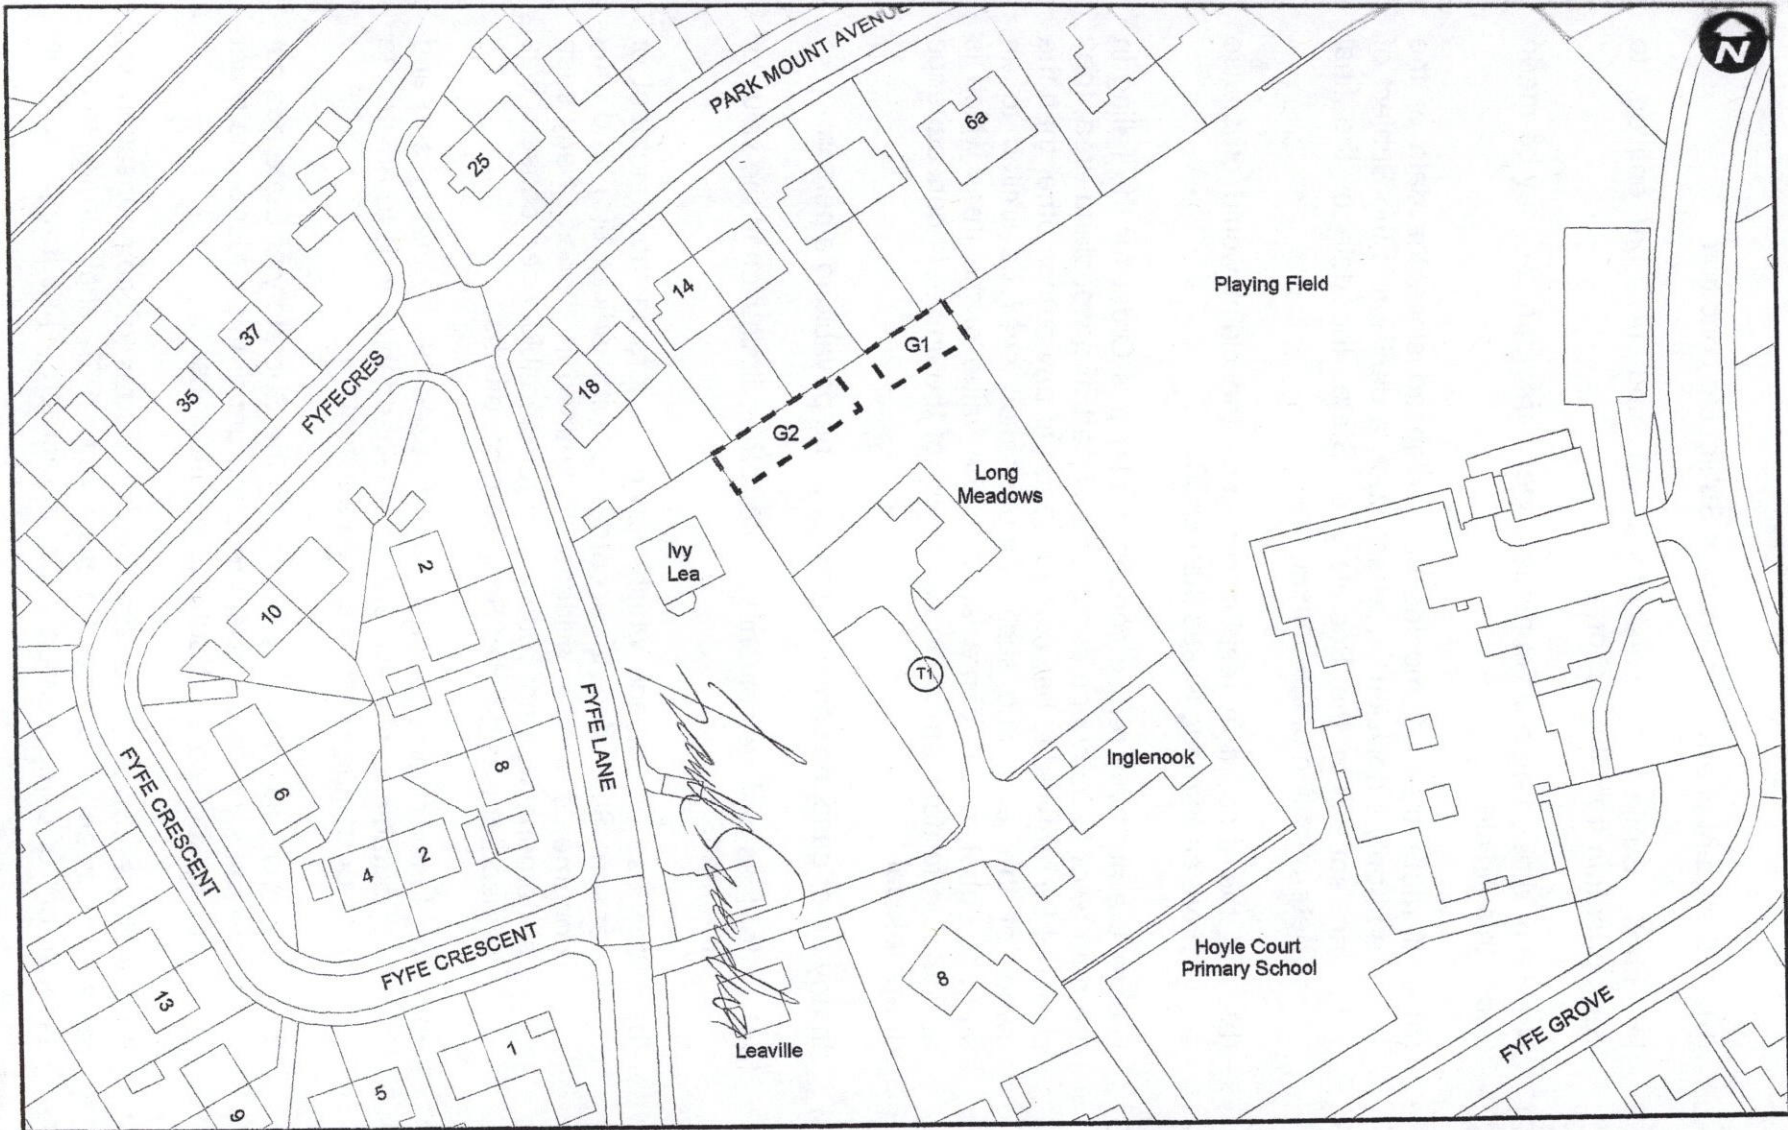 N
PARK MOUNT AVENUE
6a
25
Playing Field
14
37
G1
18
35
FYFECRES
G2
Long
Meadows
Ivy
Lea
2
10
T1
FYFE LANE
Inglenook
8
6
FYFE CRESCENT
2
4
FYFE CRESCENT
8
Hoyle Court
Primary School
13
FYFE GROVE
Leaville
1
5
9